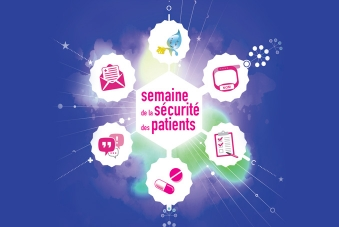 semaine
de la sécurité
des patients